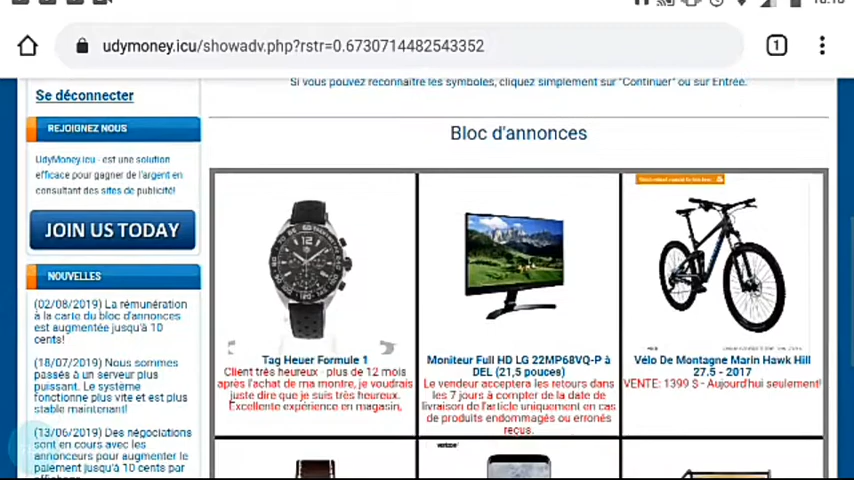 udymoney.icu/showadv.php?rstr=0.6730714482543352
1
Si vous pouvez reconnaître les symboles, cliquez simplement sur "Continuer" ou sur Entrée.
Se déconnecter
REJOIGNEZ NOUS
UdyMoney.icu - est une solution
efficace pour gagner de l'argent en
consultant des sites de publicité!
JOIN US TODAY
NOUVELLES
(02/08/2019) La rémunération
à la carte du bloc d'annonces
est augmentée jusqu'à 10
cents!
(18/07/2019) Nous sommes
passés à un serveur plus
puissant. Le système
fonctionne plus vite et est plus
stable maintenant!
(13/06/2019) Des négociations
sont en cours avec les
annonceurs pour augmenter le
paiement jusqu'à 10 cents par
Bloc d'annonces
Tag Heuer Formule 1
Client très heureux - plus de 12 mois
après l'achat de ma montre, je voudrais
juste dire que je suis très heureux.
Excellente expérience en magasin,
Moniteur Full HD LG 22MP68VQ-P à
DEL (21,5 pouces)
Le vendeur acceptera les retours dans
les 7 jours à compter de la date de
livraison de l'article uniquement en cas
de produits endommagés ou erronés
reçus.
Vélo De Montagne Marin Hawk Hill
27.5 - 2017
VENTE: 1399 $ - Aujourd'hui seulement!
verizon